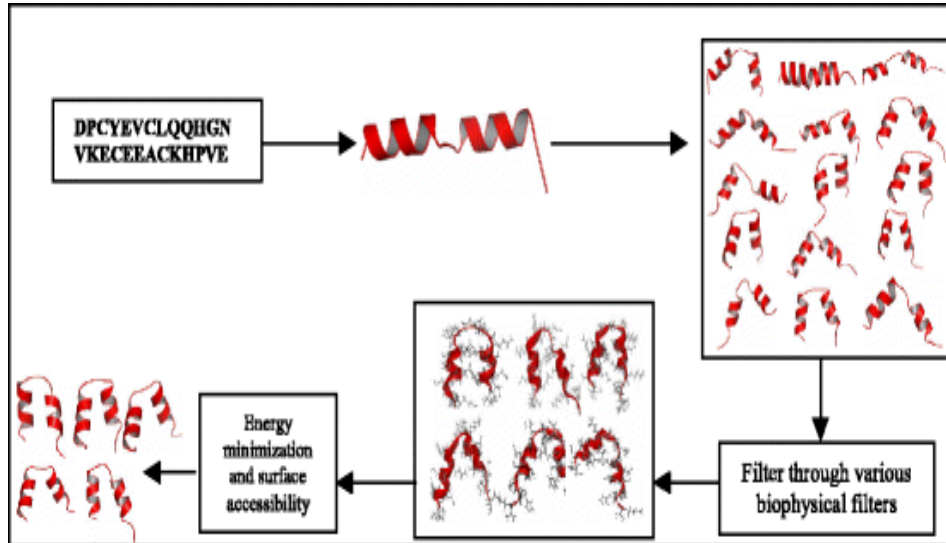 DPCYEVCLQQHGN
VKECEEACKHPVE
Filter through various
biophysical filters
Energy
minimization
and surface
accessibility